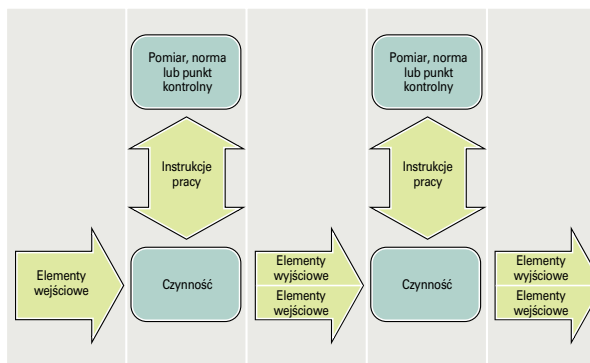 Pomiar, norma
lub punkt
kontrolny
Pomiar, norma
lub punkt
kontrolny
Instrukcje
pracy
Instrukcje
pracy
Elementy
wejściowe
Czynność
Elementy
wyjściowe
Elementy
wejściowe
Czynność
Elementy
wyjściowe
Elementy
wejściowe